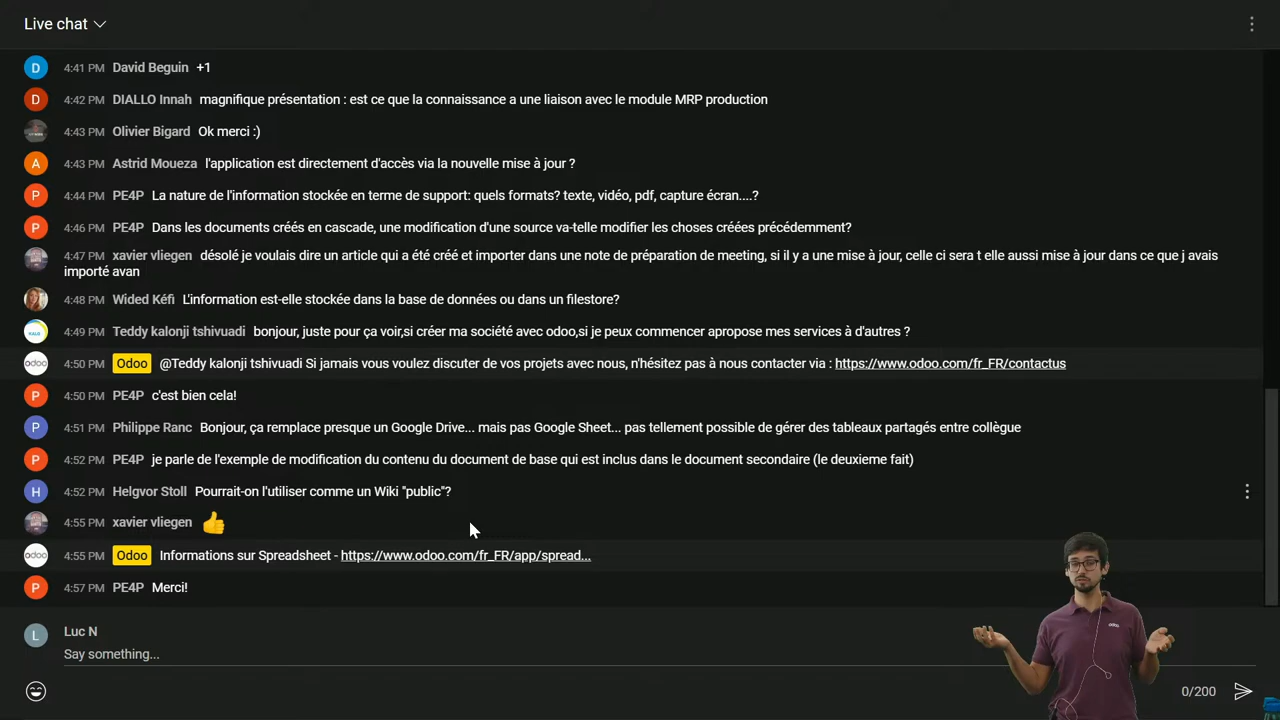 Live chat
D 4:41 PM David Beguin +1
D 4:42 PM DIALLO Innah magnifique présentation : est ce que la connaissance a une liaison avec le module MRP production
4:43 PM Olivier Bigard Ok merci :)
A 4:43 PM Astrid Moueza l'application est directement d'accès via la nouvelle mise à jour ?
P 4:44 PM PE4P La nature de l'information stockée en terme de support: quels formats? texte, vidéo, pdf, capture écran....?
P 4:46 PM PE4P Dans les documents créés en cascade, une modification d'une source va-telle modifier les choses créées précédemment?
4:47 PM xavier vliegen désolé je voulais dire un article qui a été créé et importer dans une note de préparation de meeting, si il y a une mise à jour, celle ci sera t elle aussi mise à jour dans ce que j avais
importé avan
4:48 PM Wided Kéfi L'information est-elle stockée dans la base de données ou dans un filestore?
4:49 PM Teddy kalonji tshivuadi bonjour, juste pour ça voir,si créer ma société avec odoo,si je peux commencer apropose mes services à d'autres ?
odoo 4:50 PM Odoo @Teddy kalonji tshivuadi Si jamais vous voulez discuter de vos projets avec nous, n'hésitez pas à nous contacter via : https://www.odoo.com/fr_FR/contactus
P 4:50 PM PE4P c'est bien cela!
P 4:51 PM Philippe Ranc Bonjour, ça remplace presque un Google Drive... mais pas Google Sheet... pas tellement possible de gérer des tableaux partagés entre collègue
P 4:52 PM PE4P je parle de l'exemple de modification du contenu du document de base qui est inclus dans le document secondaire (le deuxieme fait)
H 4:52 PM Helgvor Stoll Pourrait-on l'utiliser comme un Wiki "public"?
4:55 PM xavier vliegen 👍
odoo 4:55 PM Odoo Informations sur Spreadsheet - https://www.odoo.com/fr_FR/app/spread...
P 4:57 PM PE4P Merci!
L Luc N
Say something...
0/200
odoo